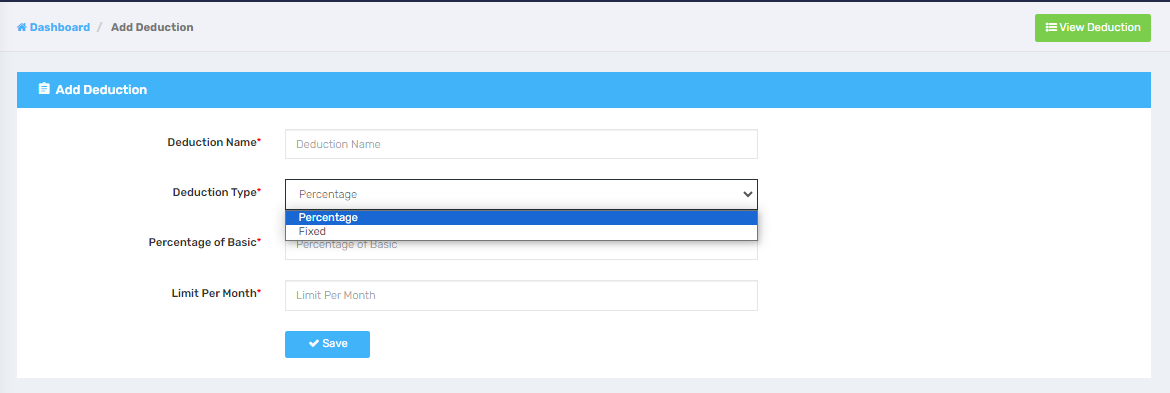 Dashboard / Add Deduction
View Deduction
Add Deduction
Deduction Name*
Deduction Name
Deduction Type*
Percentage
Percentage
Fixed
Percentage of Basic*
Percentage of Basic
Limit Per Month*
Limit Per Month
Save